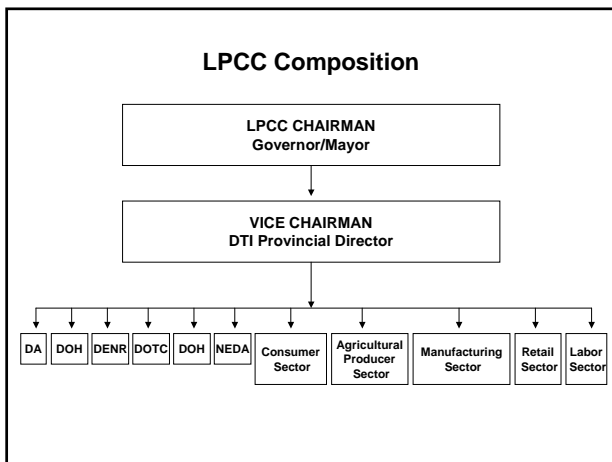 LPCC Composition
LPCC CHAIRMAN
Governor/Mayor
VICE CHAIRMAN
DTI Provincial Director
DA
DOH
DENR
DOTC
DOH
NEDA
Consumer
Sector
Agricultural
Producer
Sector
Manufacturing
Sector
Retail
Sector
Labor
Sector